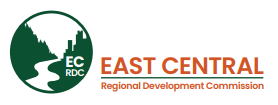 EC
RDC
EAST CENTRAL
Regional Development Commission